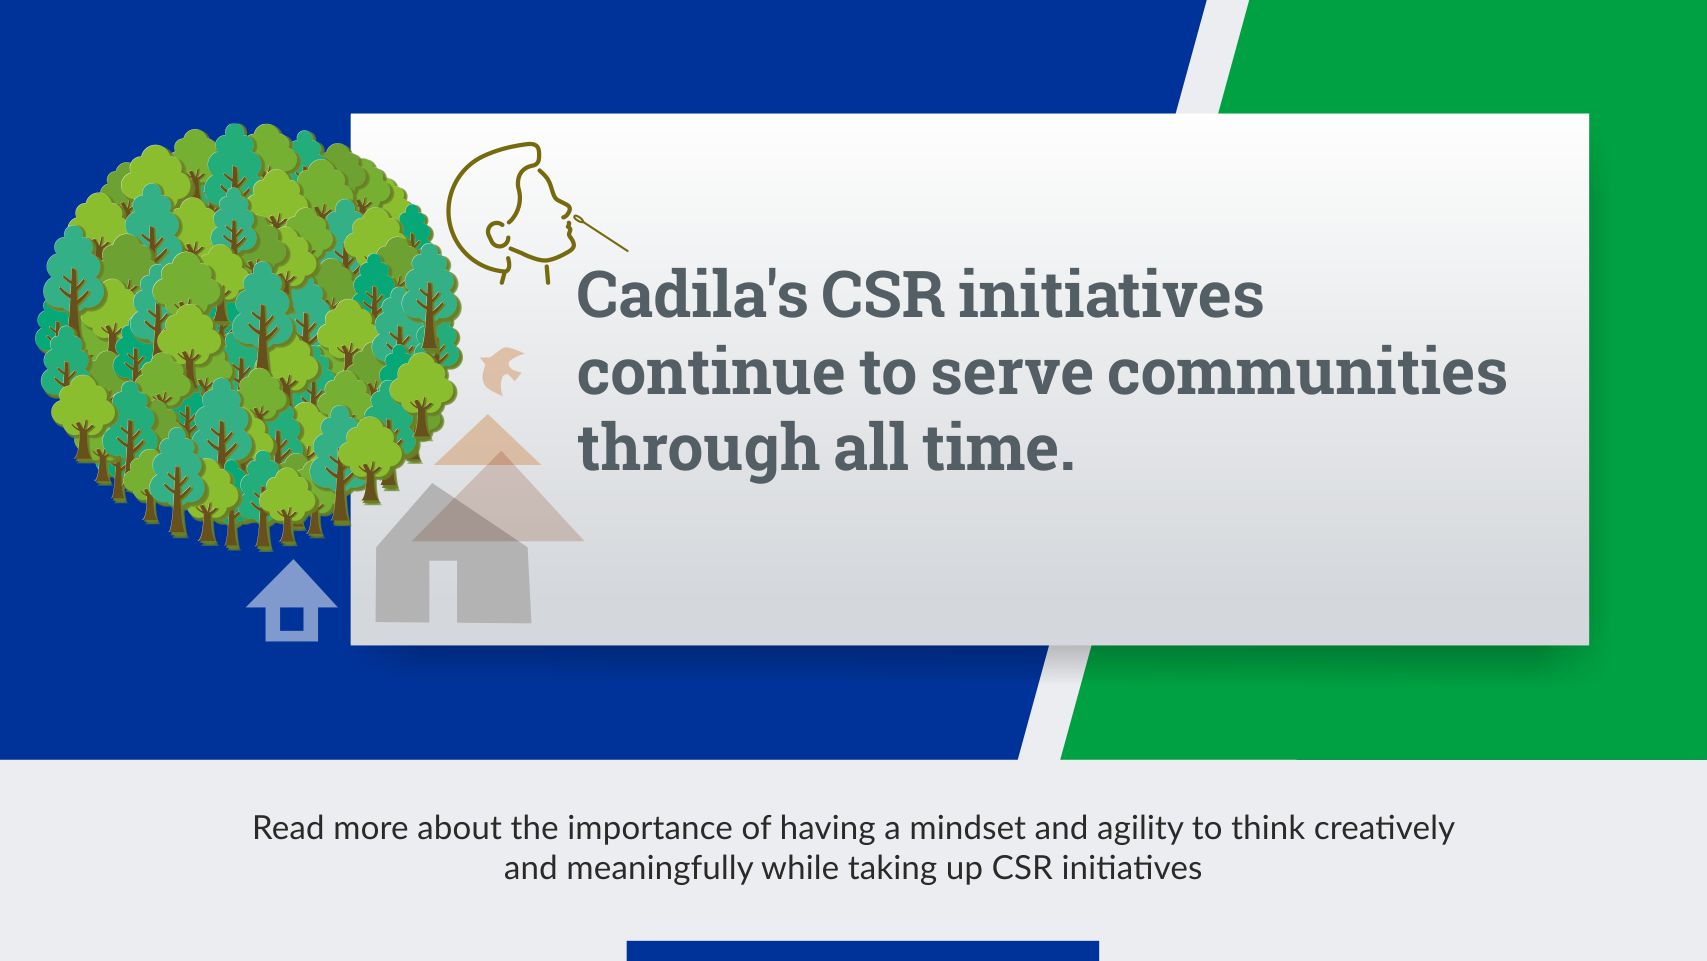 Cadila's CSR initiatives
continue to serve communities
through all time.
Read more about the importance of having a mindset and agility to think creatively
and meaningfully while taking up CSR initiatives